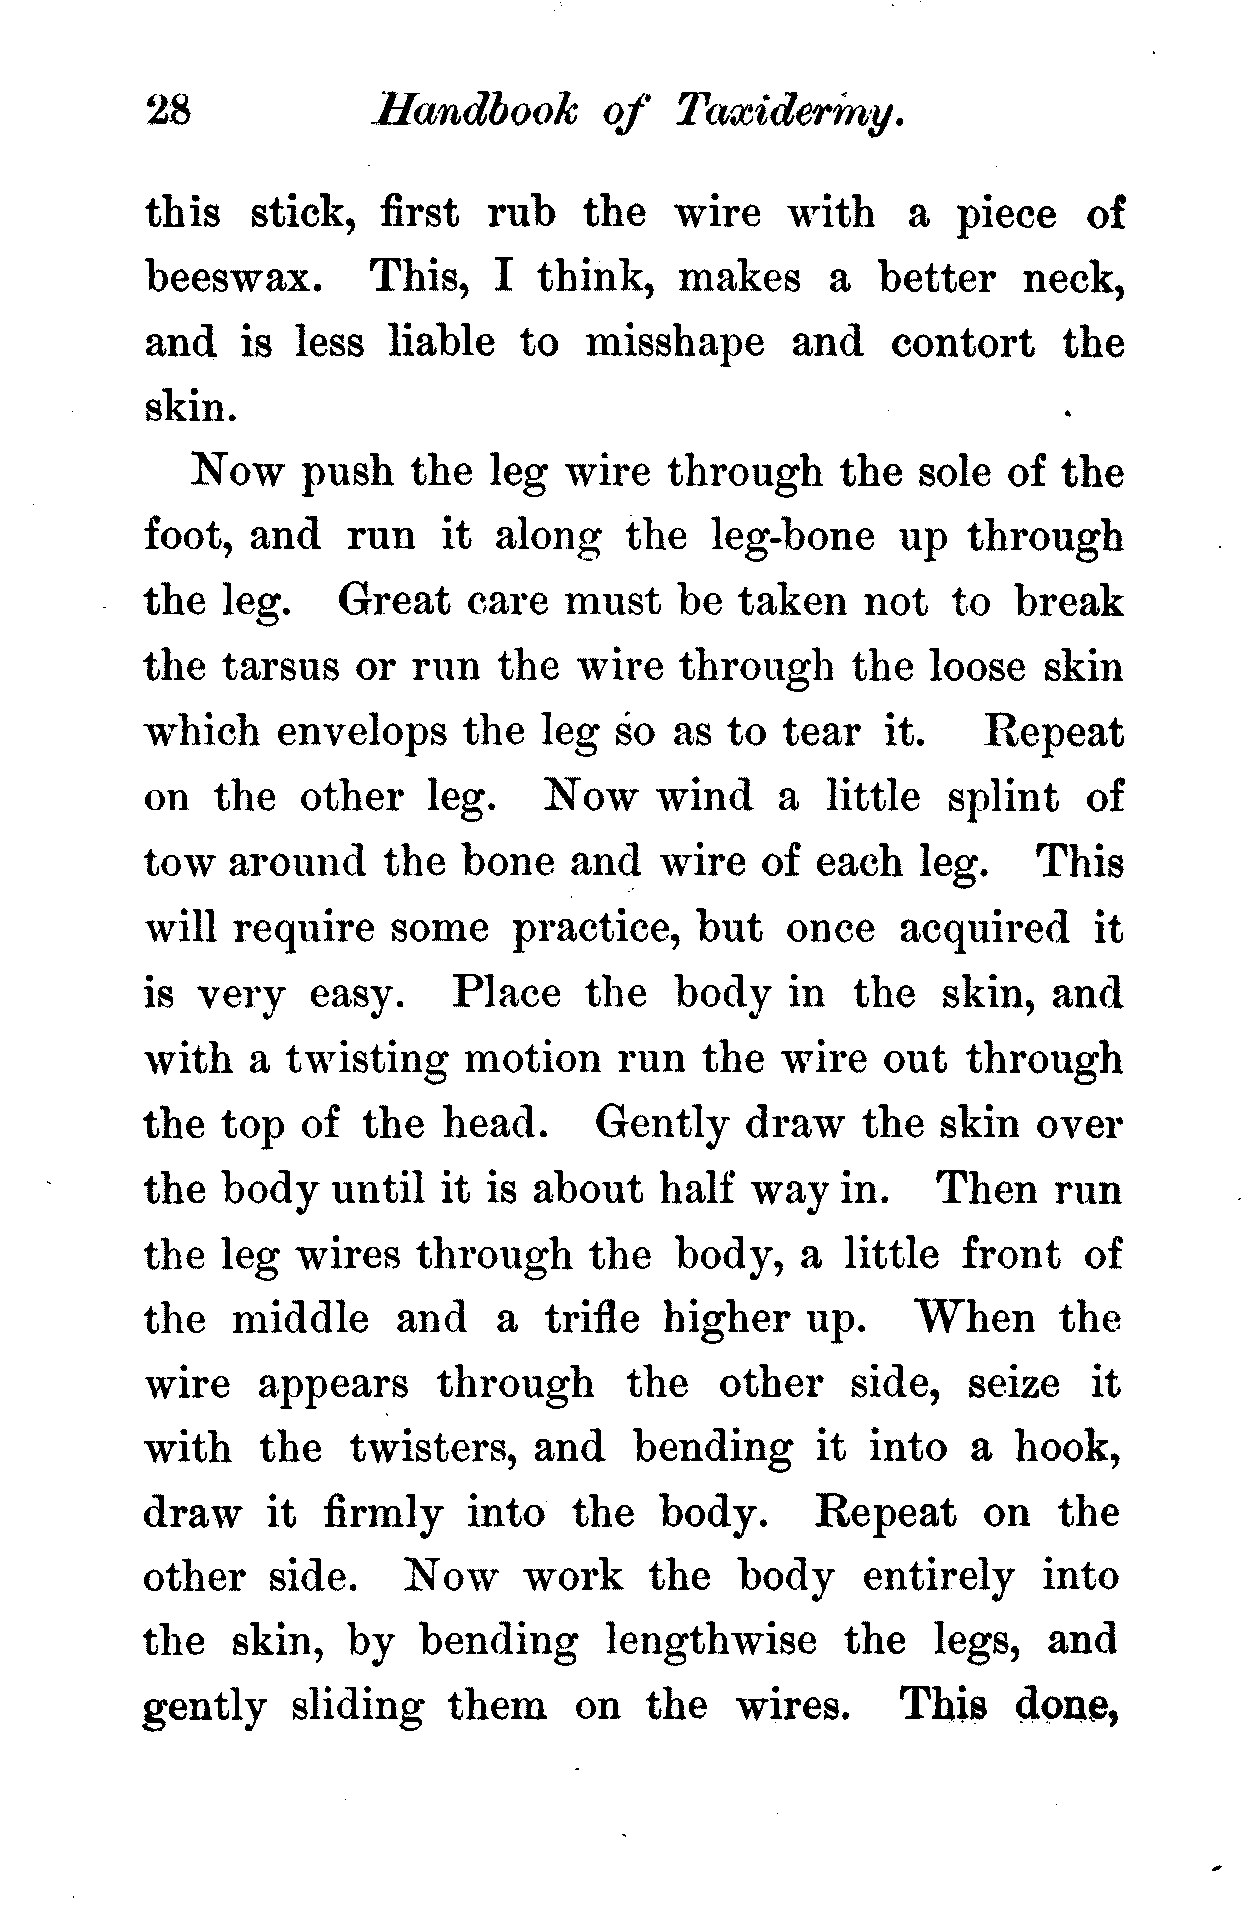 28 Handbook of Taxidermy.
this stick, first rub the wire with a piece of
beeswax. This, I think, makes a better neck,
and is less liable to misshape and contort the
skin.
Now push the leg wire through the sole of the
foot, and run it along the leg-bone up through
the leg. Great care must be taken not to break
the tarsus or run the wire through the loose skin
which envelops the leg so as to tear it. Repeat
on the other leg. Now wind a little splint of
tow around the bone and wire of each leg. This
will require some practice, but once acquired it
is very easy. Place the body in the skin, and
with a twisting motion run the wire out through
the top of the head. Gently draw the skin over
the body until it is about half way in. Then run
the leg wires through the body, a little front of
the middle and a trifle higher up. When the
wire appears through the other side, seize it
with the twisters, and bending it into a hook,
draw it firmly into the body. Repeat on the
other side. Now work the body entirely into
the skin, by bending lengthwise the legs, and
gently sliding them on the wires. This done,